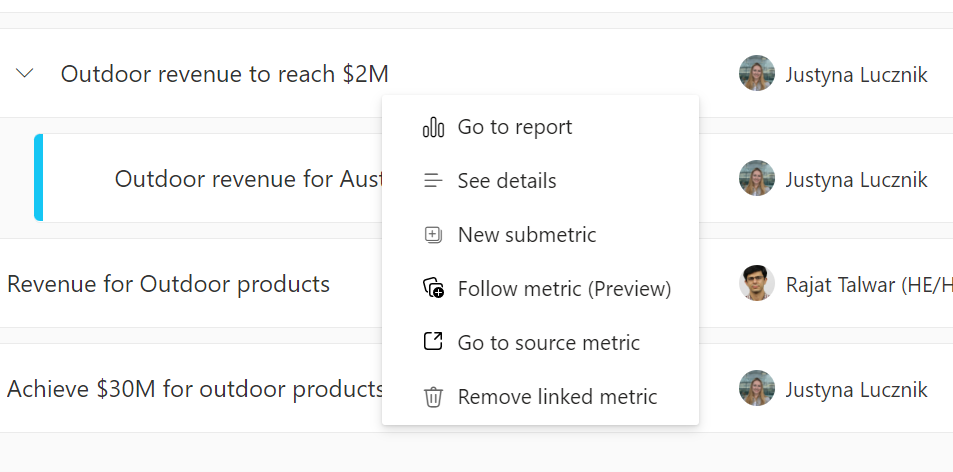 Outdoor revenue to reach $2M
Justyna Lucznik
Go to report
Outdoor revenue for Aust
See details
Justyna Lucznik
New submetric
Revenue for Outdoor products
Follow metric (Preview)
Rajat Talwar (HE/H
Go to source metric
Achieve $30M for outdoor products
Remove linked metric
Justyna Lucznik